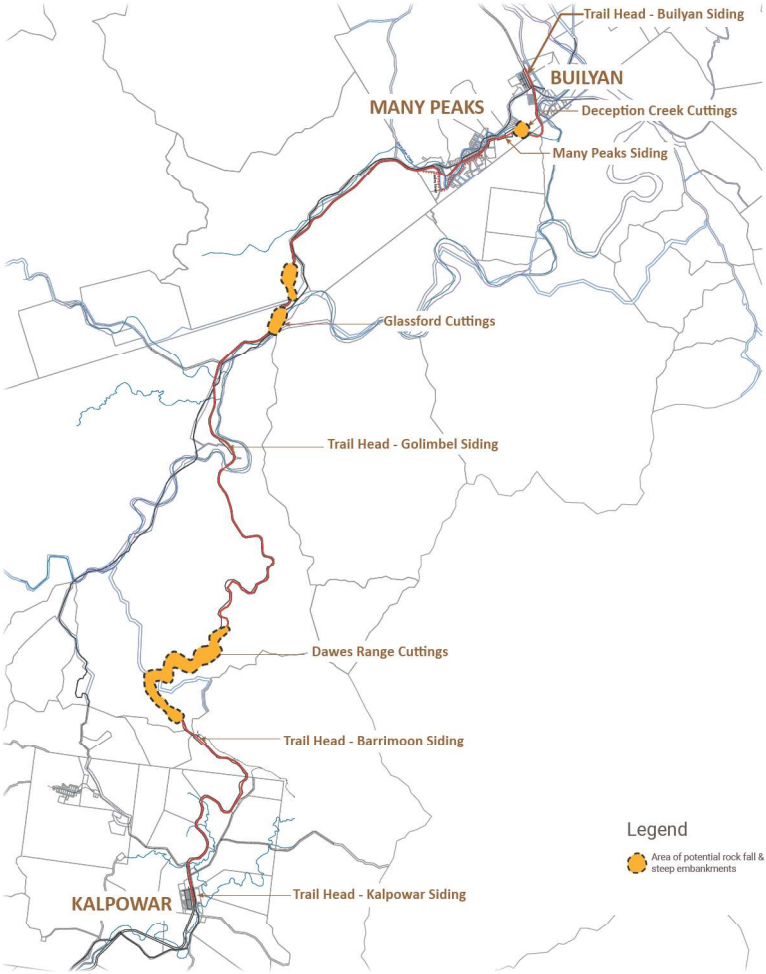 Trail Head - Builyan Siding
BUILYAN
MANY PEAKS
Deception Creek Cuttings
Many Peaks Siding
Glassford Cuttings
Trail Head - Golimbel Siding
Dawes Range Cuttings
Trail Head - Barrimoon Siding
Legend
Area of potential rock fall &
steep embankments
Trail Head - Kalpowar Siding
KALPOWAR